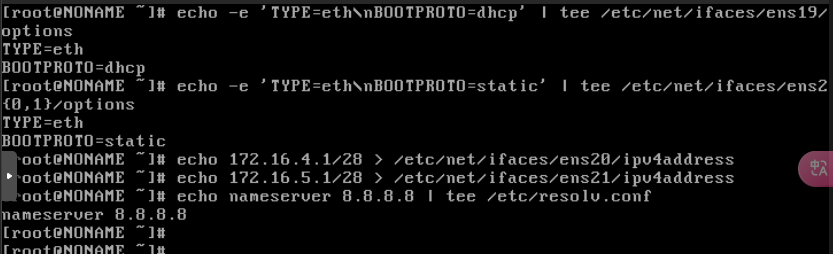 [root@NONAME ~]# echo -e 'TYPE=eth\nBOOTPROTO=dhcp' | tee /etc/net/ifaces/ens19/
options
TYPE=eth
BOOTPROTO=dhcp
[root@NONAME ~]# echo -e 'TYPE=eth\nBOOTPROTO=static' | tee /etc/net/ifaces/ens2
{0,1}/options
TYPE=eth
BOOTPROTO=static
[root@NONAME ~]# echo 172.16.4.1/28 > /etc/net/ifaces/ens20/ipv4address
[root@NONAME ~]# echo 172.16.5.1/28 > /etc/net/ifaces/ens21/ipv4address
[root@NONAME ~]# echo nameserver 8.8.8.8 | tee /etc/resolv.conf
nameserver 8.8.8.8
[root@NONAME ~]#
[root@NONAME ~]#